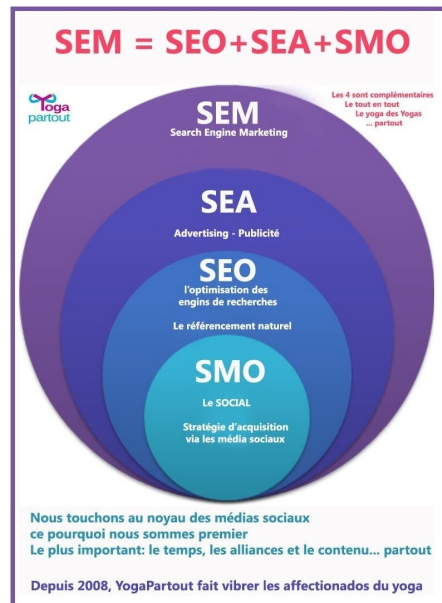 SEM = SEO+SEA+SMO
Yoga
partout
Les 4 sont complémentaires
Le tout en tout
Le yoga des Yogas
... partout
SEM
Search Engine Marketing
SEA
Advertising - Publicité
SEO
l'optimisation des
engins de recherches
Le référencement naturel
SMO
Le SOCIAL
Stratégie d'acquisition
via les média sociaux
Nous touchons au noyau des médias sociaux
ce pourquoi nous sommes premier
Le plus important: le temps, les alliances et le contenu... partout
Depuis 2008, YogaPartout fait vibrer les affectionados du yoga